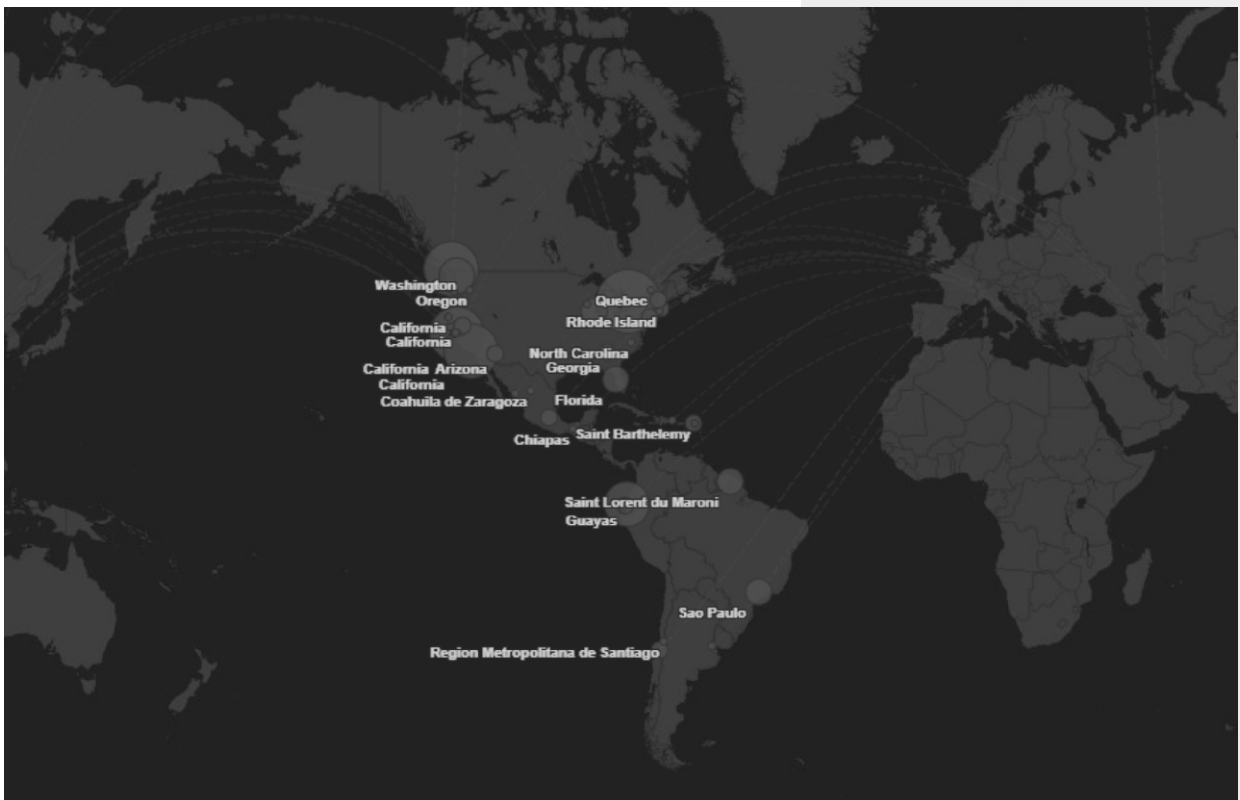 Washington
Oregon
Quebec
Rhode Island
California
California
North Carolina
Georgia
California Arizona
California
Coahuila de Zaragoza
Florida
Chiapas
Saint Barthelemy
Saint Lorent du Maroni
Guayas
Sao Paulo
Region Metropolitana de Santiago